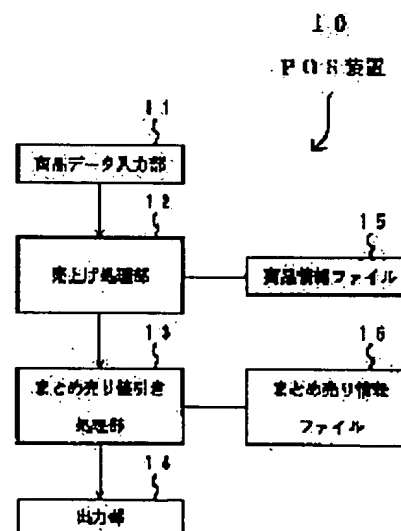 10
POS装置
11
商品データ入力部
12
売上げ処理部
15
商品情報ファイル
13
まとめ売り値引き
処理部
16
まとめ売り情報
ファイル
14
出力部